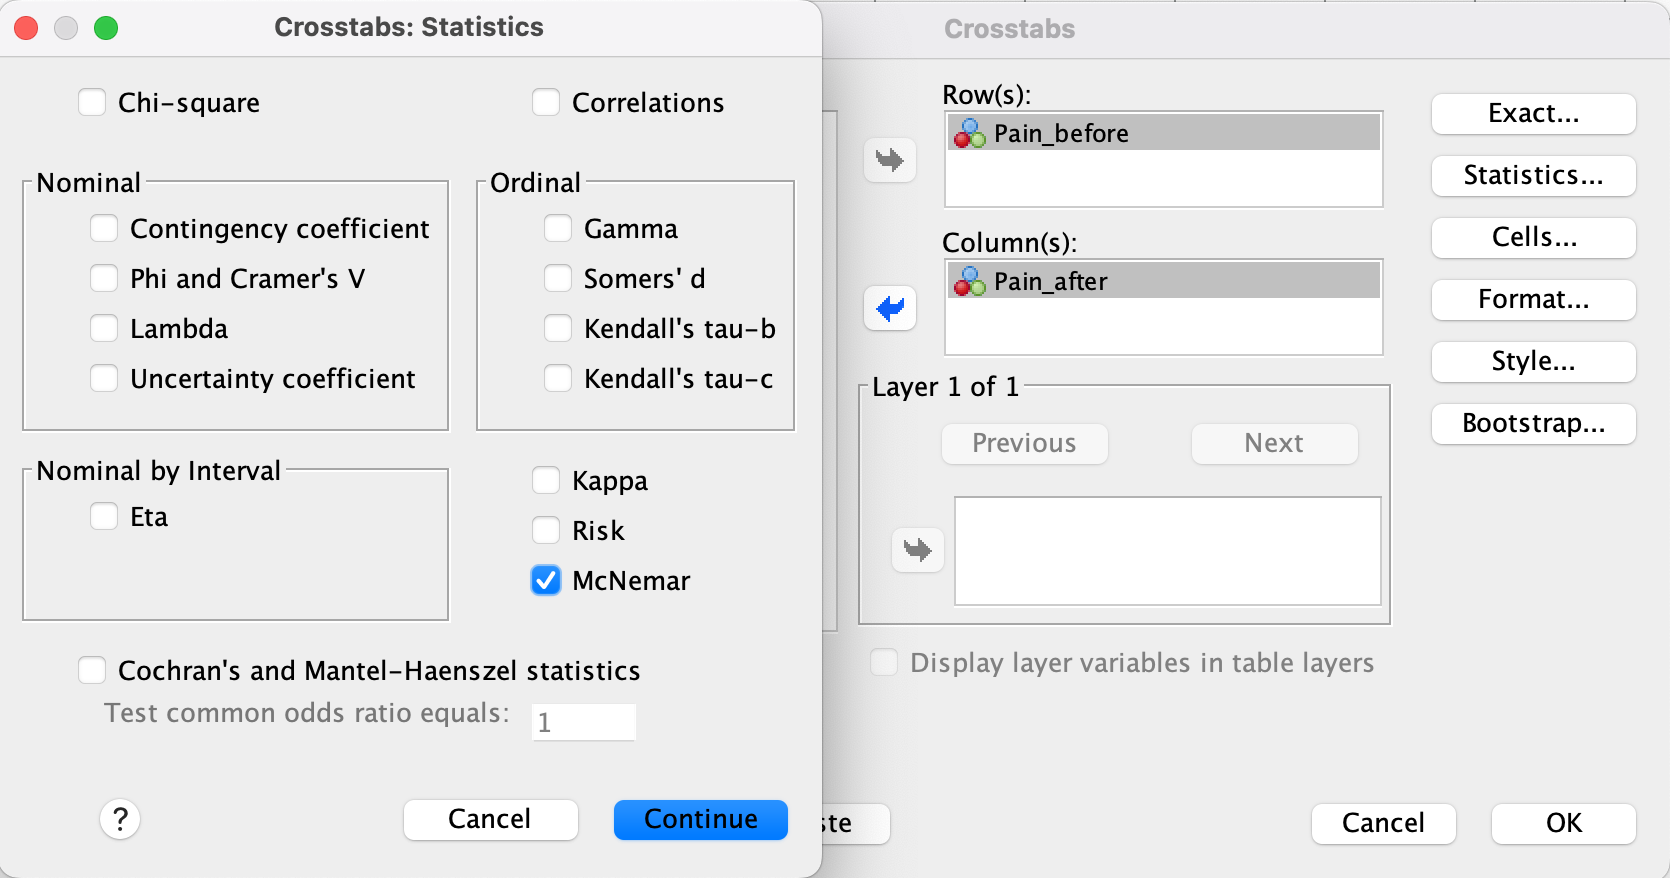 Crosstabs: Statistics
Chi-square
Correlations
Nominal
Contingency coefficient
Phi and Cramer's V
Lambda
Uncertainty coefficient
Ordinal
Gamma
Somers' d
Kendall's tau-b
Kendall's tau-c
Nominal by Interval
Eta
Kappa
Risk
McNemar
Cochran's and Mantel-Haenszel statistics
Test common odds ratio equals: 1
?
Cancel
Continue
Crosstabs
Row(s):
Pain_before
Column(s):
Pain_after
Layer 1 of 1
Previous
Next
Display layer variables in table layers
Exact...
Statistics...
Cells...
Format...
Style...
Bootstrap...
ste
Cancel
OK